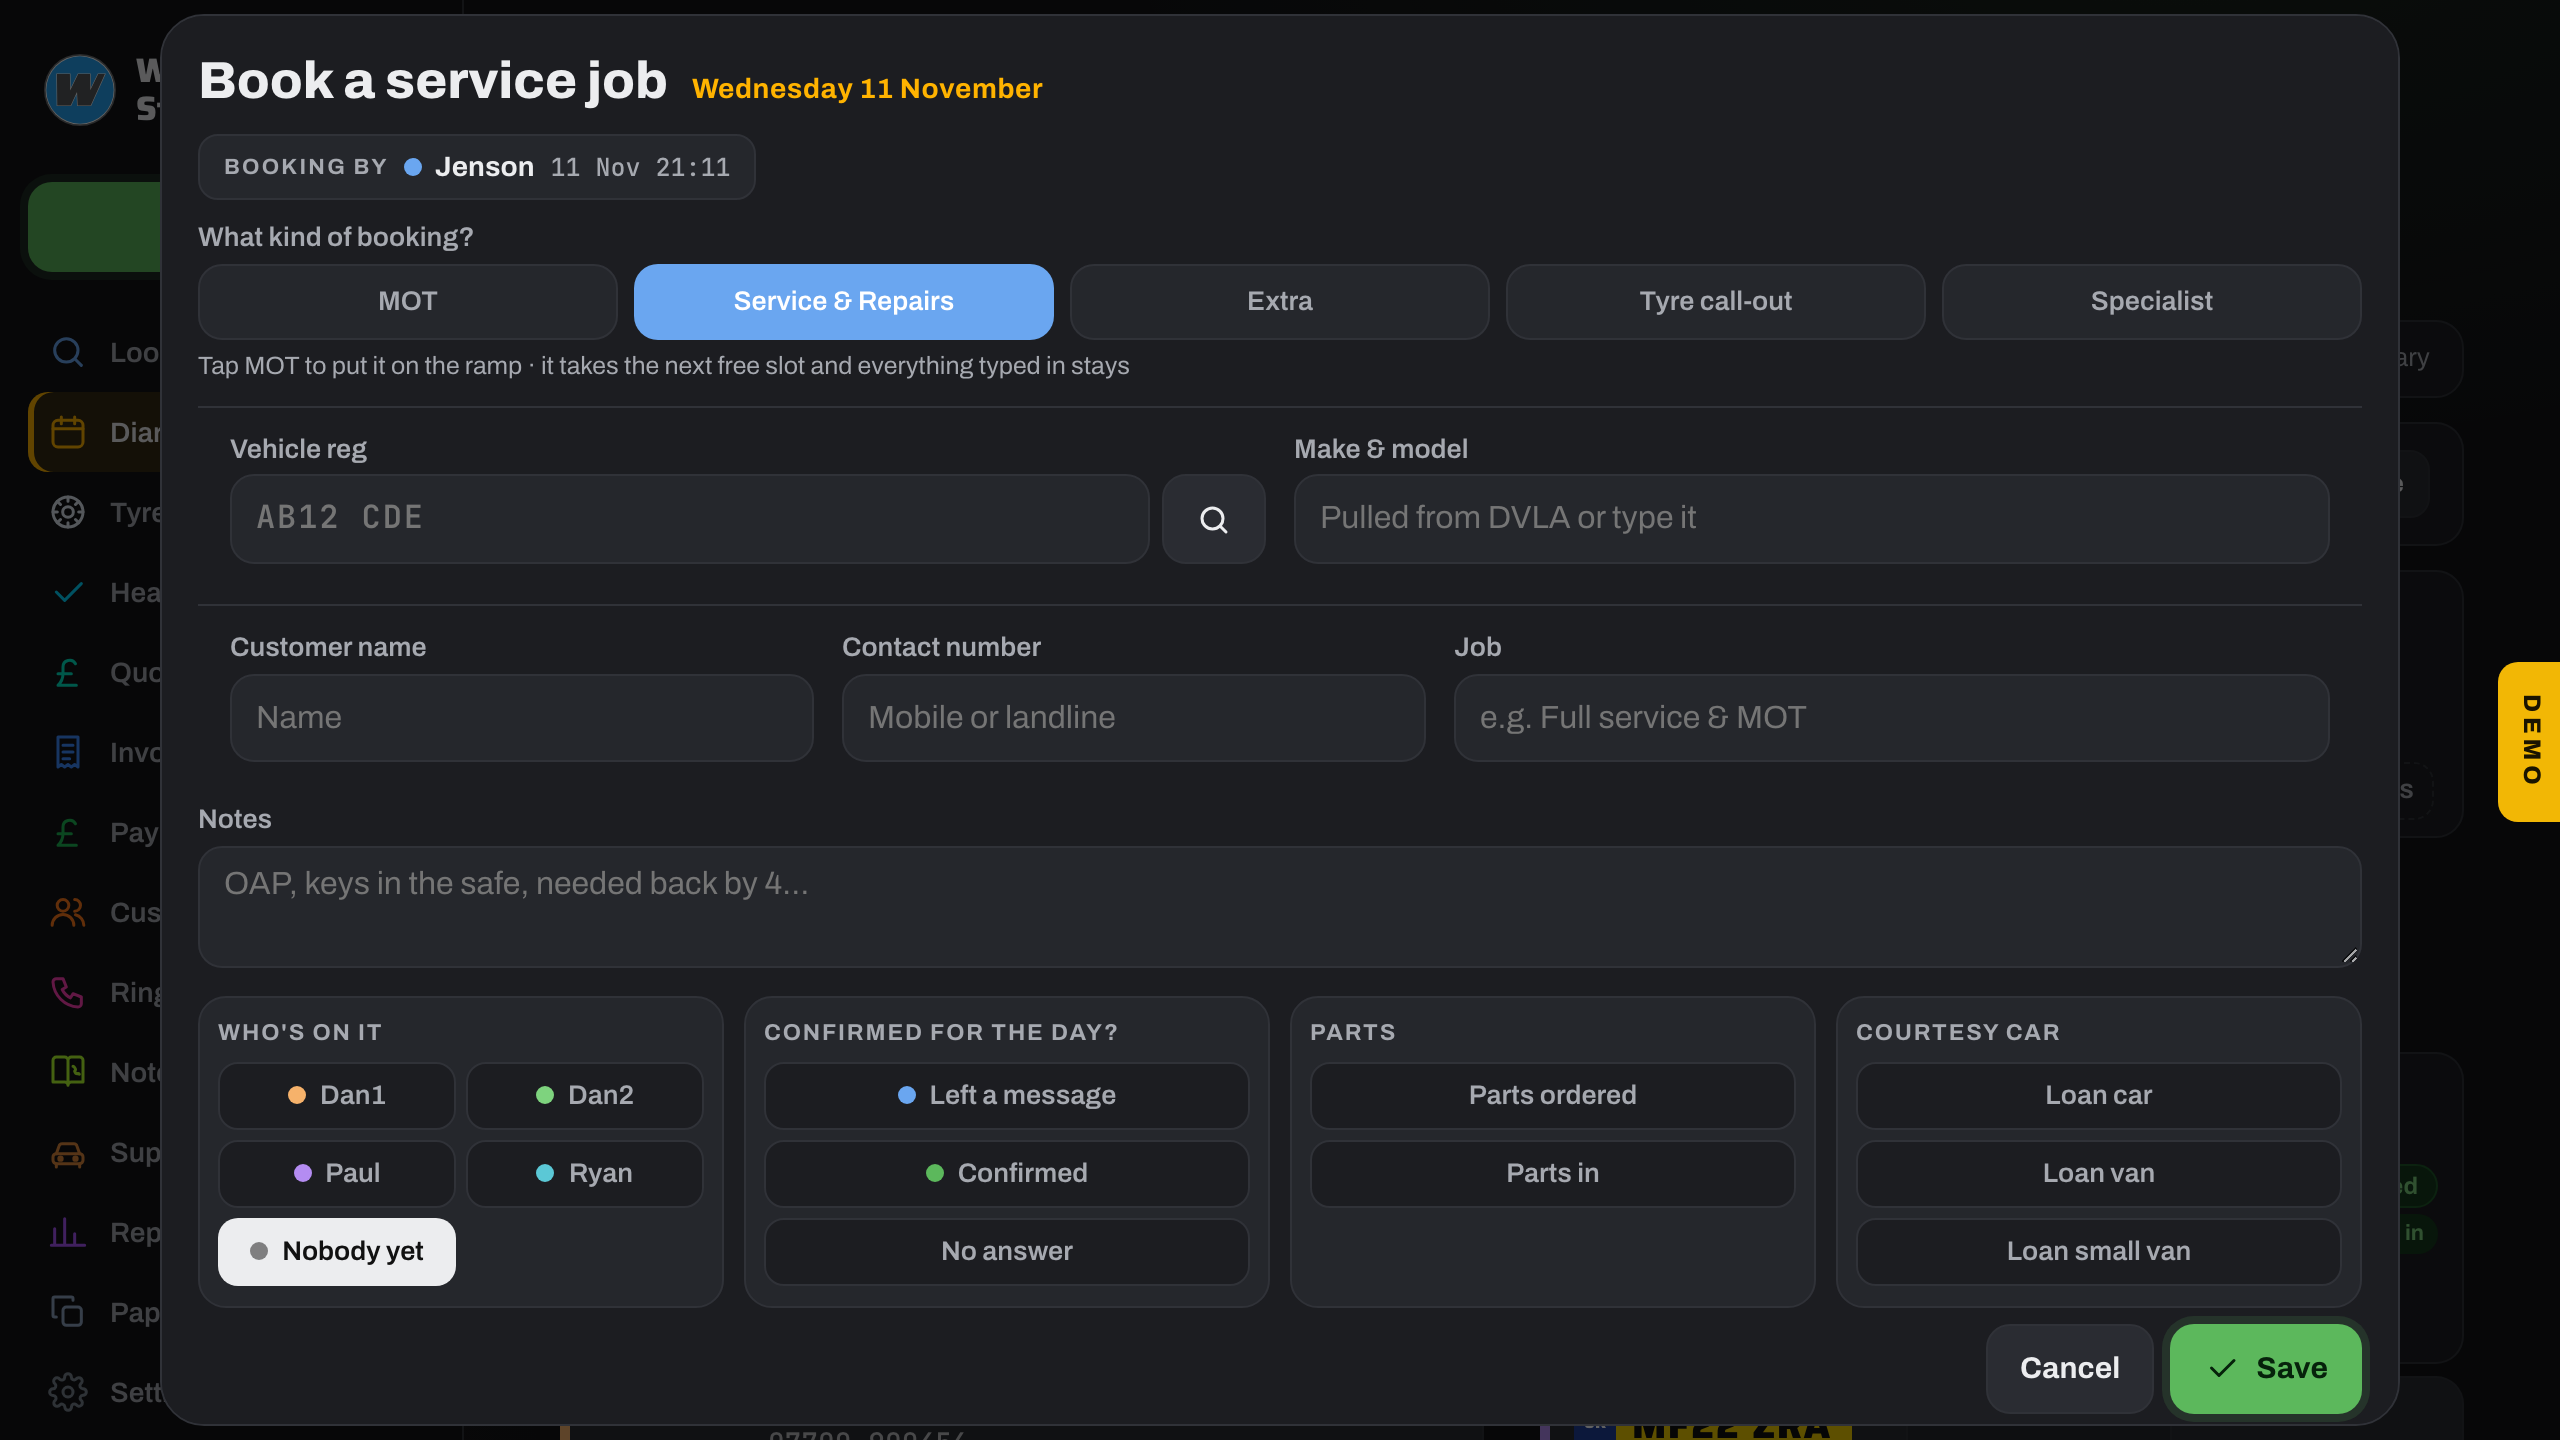 Book a service job Wednesday 11 November
BOOKING BY Jenson 11 Nov 21:11
What kind of booking?
MOT Service & Repairs Extra Tyre call-out Specialist
Tap MOT to put it on the ramp · it takes the next free slot and everything typed in stays
Vehicle reg Make & model
AB12 CDE Pulled from DVLA or type it
Customer name Contact number Job
Name Mobile or landline e.g. Full service & MOT
Notes
OAP, keys in the safe, needed back by 4...
WHO'S ON IT CONFIRMED FOR THE DAY? PARTS COURTESY CAR
Dan1 Dan2 Left a message Parts ordered Loan car
Paul Ryan Confirmed Parts in Loan van
Nobody yet No answer Loan small van
Cancel Save
DEMO